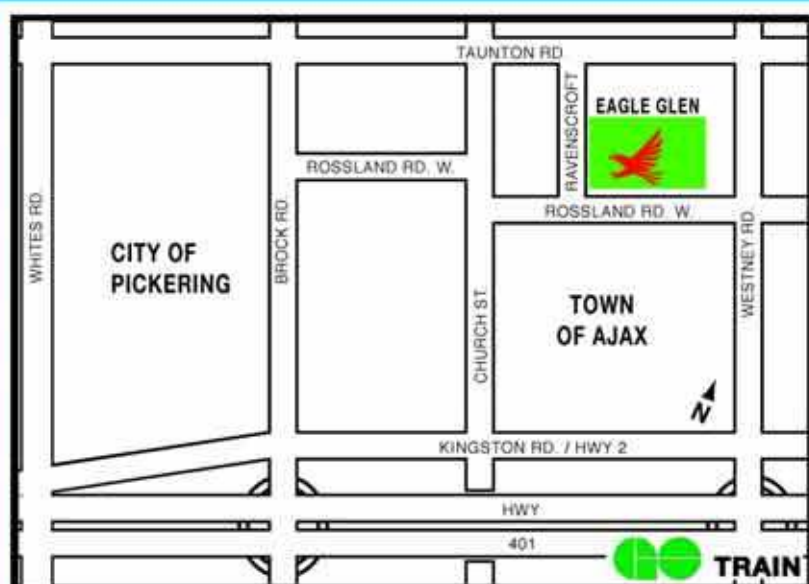 TAUNTON RD
RAVENSCROFT
EAGLE GLEN
ROSSLAND RD. W.
ROSSLAND RD. W.
WHITES RD.
CITY OF
PICKERING
BROCK RD.
CHURCH ST.
TOWN
OF AJAX
WESTNEY RD.
N
KINGSTON RD. / HWY 2
HWY
401
GO TRAIN